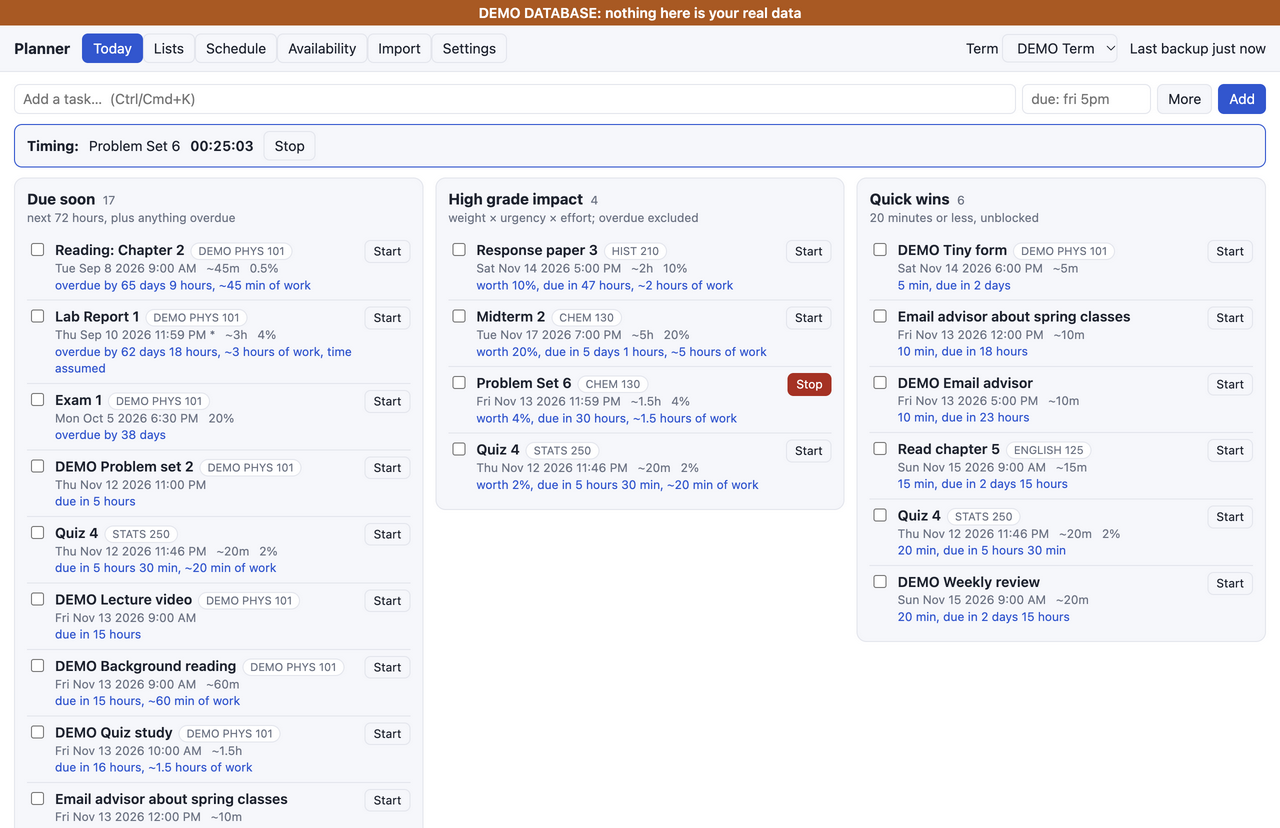 DEMO DATABASE: nothing here is your real data
Planner Today Lists Schedule Availability Import Settings Term DEMO Term Last backup just now
Add a task... (Ctrl/Cmd+K) due: fri 5pm More Add
Timing: Problem Set 6 00:25:03 Stop
Due soon 17
next 72 hours, plus anything overdue
Reading: Chapter 2 DEMO PHYS 101 Start
Tue Sep 8 2026 9:00 AM ~45m 0.5%
overdue by 65 days 9 hours, ~45 min of work
Lab Report 1 DEMO PHYS 101 Start
Thu Sep 10 2026 11:59 PM * ~3h 4%
overdue by 62 days 18 hours, ~3 hours of work, time
assumed
Exam 1 DEMO PHYS 101 Start
Mon Oct 5 2026 6:30 PM 20%
overdue by 38 days
DEMO Problem set 2 DEMO PHYS 101 Start
Thu Nov 12 2026 11:00 PM
due in 5 hours
Quiz 4 STATS 250 Start
Thu Nov 12 2026 11:46 PM ~20m 2%
due in 5 hours 30 min, ~20 min of work
DEMO Lecture video DEMO PHYS 101 Start
Fri Nov 13 2026 9:00 AM
due in 15 hours
DEMO Background reading DEMO PHYS 101 Start
Fri Nov 13 2026 9:00 AM ~60m
due in 15 hours, ~60 min of work
DEMO Quiz study DEMO PHYS 101 Start
Fri Nov 13 2026 10:00 AM ~1.5h
due in 16 hours, ~1.5 hours of work
Email advisor about spring classes Start
Fri Nov 13 2026 12:00 PM ~10m
High grade impact 4
weight × urgency × effort; overdue excluded
Response paper 3 HIST 210 Start
Sat Nov 14 2026 5:00 PM ~2h 10%
worth 10%, due in 47 hours, ~2 hours of work
Midterm 2 CHEM 130 Start
Tue Nov 17 2026 7:00 PM ~5h 20%
worth 20%, due in 5 days 1 hours, ~5 hours of work
Problem Set 6 CHEM 130 Stop
Fri Nov 13 2026 11:59 PM ~1.5h 4%
worth 4%, due in 30 hours, ~1.5 hours of work
Quiz 4 STATS 250 Start
Thu Nov 12 2026 11:46 PM ~20m 2%
worth 2%, due in 5 hours 30 min, ~20 min of work
Quick wins 6
20 minutes or less, unblocked
DEMO Tiny form DEMO PHYS 101 Start
Sat Nov 14 2026 6:00 PM ~5m
5 min, due in 2 days
Email advisor about spring classes Start
Fri Nov 13 2026 12:00 PM ~10m
10 min, due in 18 hours
DEMO Email advisor Start
Fri Nov 13 2026 5:00 PM ~10m
10 min, due in 23 hours
Read chapter 5 ENGLISH 125 Start
Sun Nov 15 2026 9:00 AM ~15m
15 min, due in 2 days 15 hours
Quiz 4 STATS 250 Start
Thu Nov 12 2026 11:46 PM ~20m 2%
20 min, due in 5 hours 30 min
DEMO Weekly review Start
Sun Nov 15 2026 9:00 AM ~20m
20 min, due in 2 days 15 hours